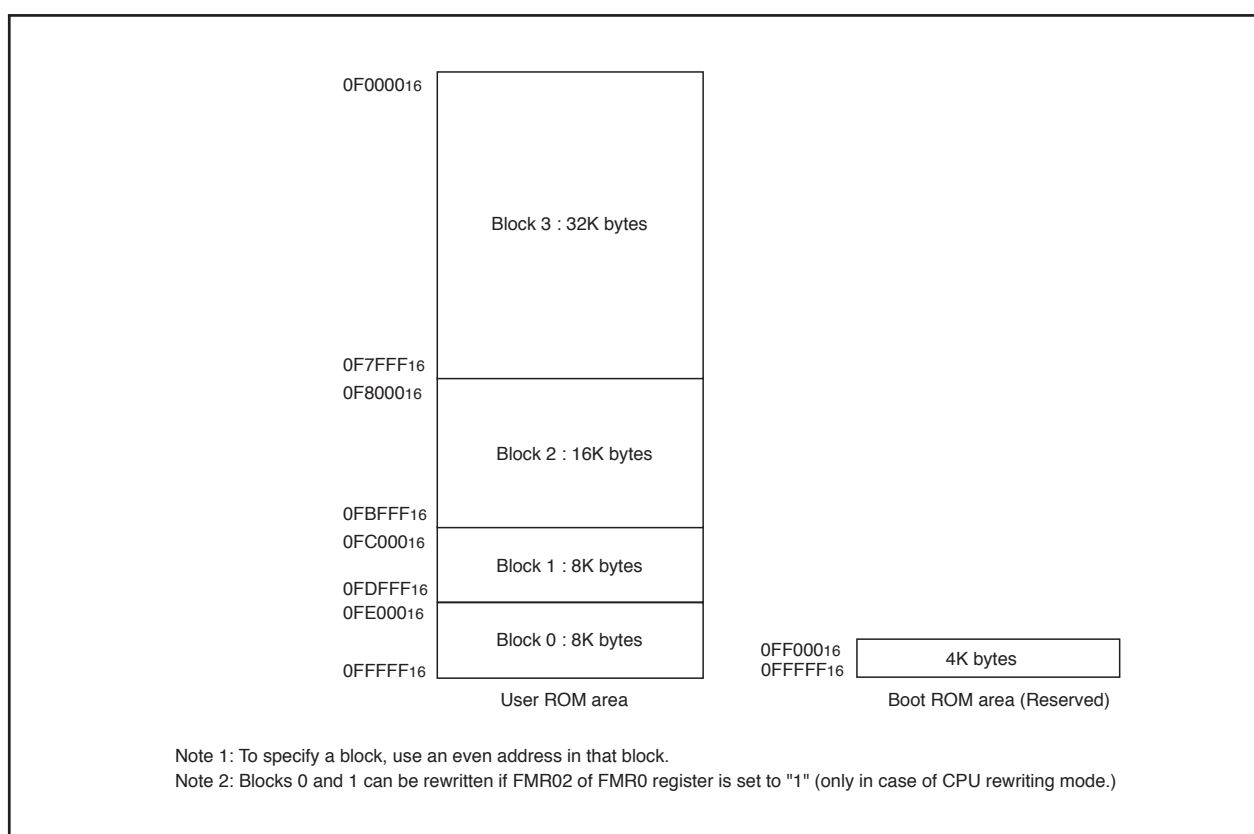 0F000016
Block 3 : 32K bytes
0F7FFF16
0F800016
Block 2 : 16K bytes
0FBFFF16
0FC00016
Block 1 : 8K bytes
0FDFFF16
0FE00016
Block 0 : 8K bytes
0FFFFF16
User ROM area
0FF00016
4K bytes
0FFFFF16
Boot ROM area (Reserved)
Note 1: To specify a block, use an even address in that block.
Note 2: Blocks 0 and 1 can be rewritten if FMR02 of FMR0 register is set to "1" (only in case of CPU rewriting mode.)